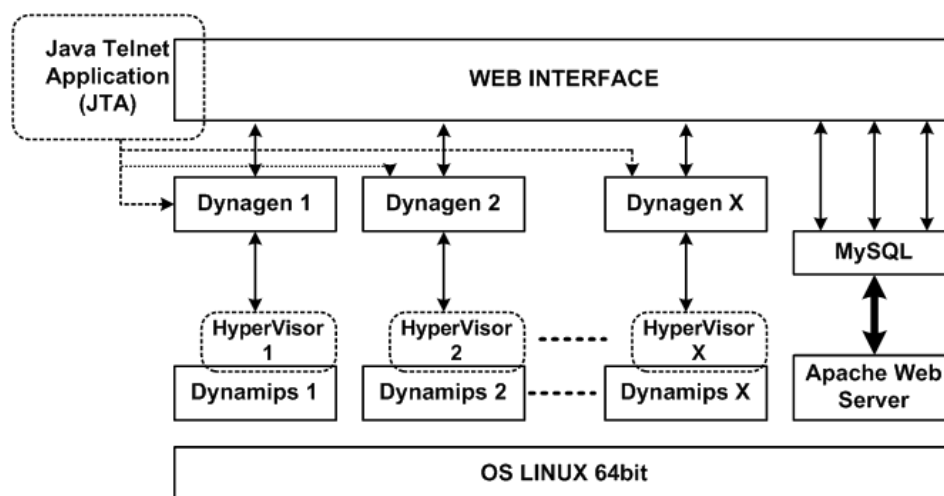 Java Telnet
Application
(JTA)
WEB INTERFACE
Dynagen 1
Dynagen 2
Dynagen X
MySQL
HyperVisor
1
HyperVisor
2
HyperVisor
X
Dynamips 1
Dynamips 2
Dynamips X
Apache Web
Server
OS LINUX 64bit